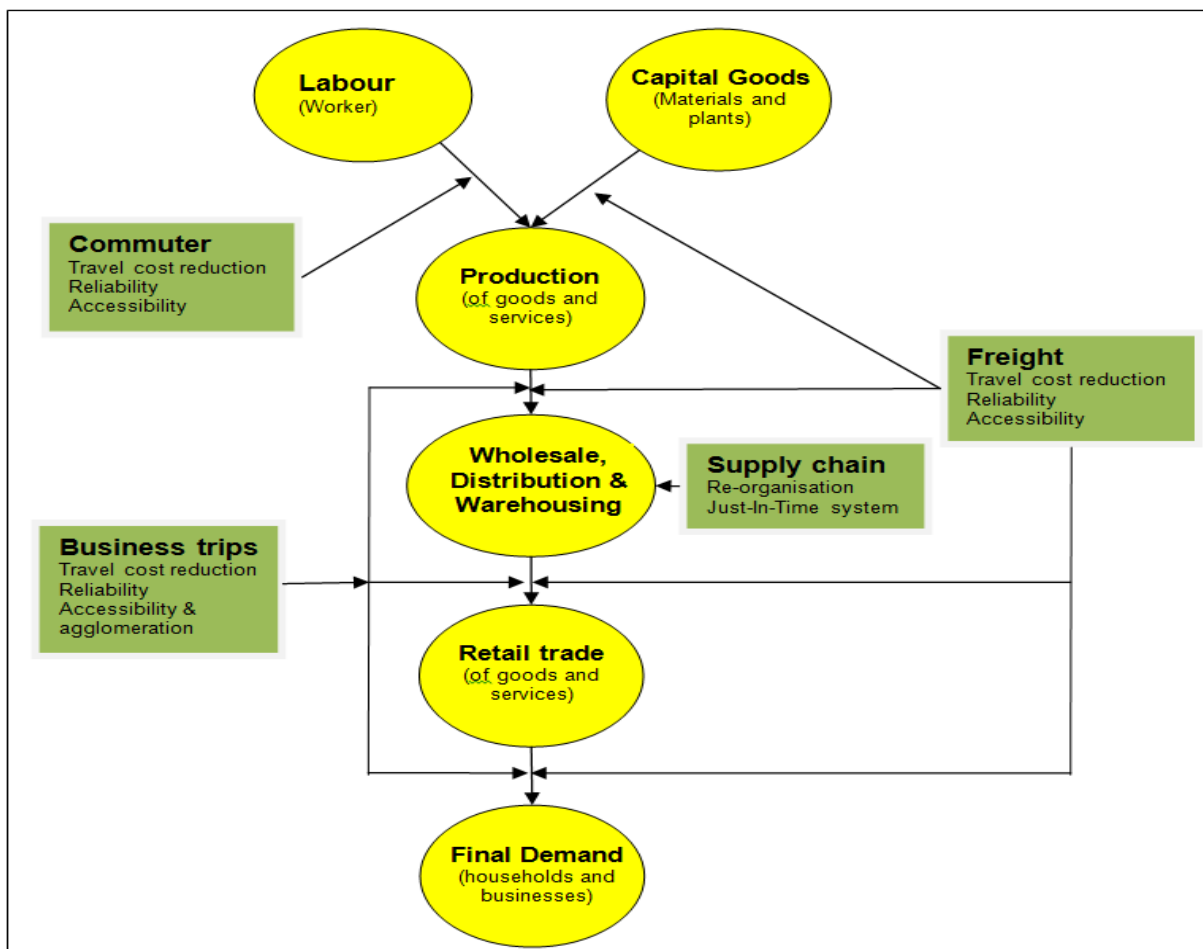 Labour
(Worker)
Capital Goods
(Materials and
plants)
Commuter
Travel cost reduction
Reliability
Accessibility
Production
(of goods and
services)
Freight
Travel cost reduction
Reliability
Accessibility
Wholesale,
Distribution &
Warehousing
Supply chain
Re-organisation
Just-In-Time system
Business trips
Travel cost reduction
Reliability
Accessibility &
agglomeration
Retail trade
(of goods and
services)
Final Demand
(households and
businesses)